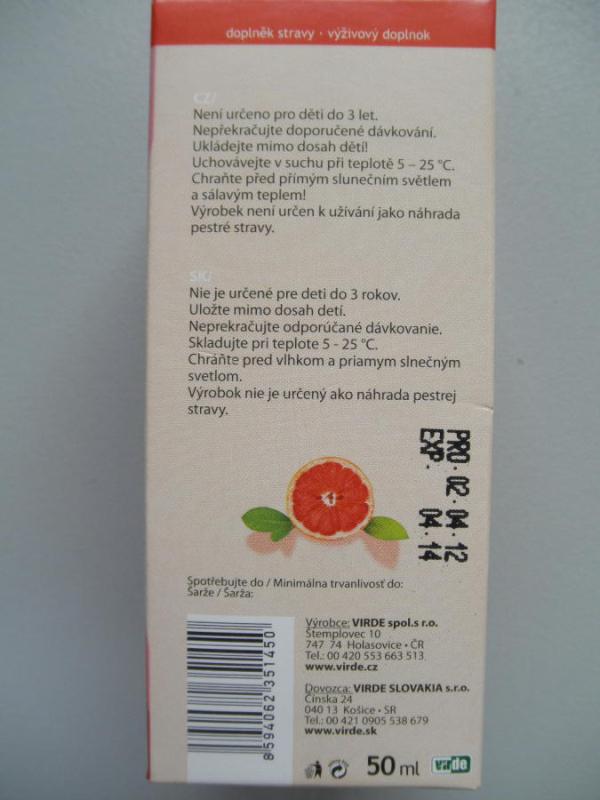 doplněk stravy · výživový doplnok
CZ/
Není určeno pro děti do 3 let.
Nepřekračujte doporučené dávkování.
Ukládejte mimo dosah dětí!
Uchovávejte v suchu při teplotě 5 – 25 °C.
Chraňte před přímým slunečním světlem
a sálavým teplem!
Výrobek není určen k užívání jako náhrada
pestré stravy.
SK/
Nie je určené pre deti do 3 rokov.
Uložte mimo dosah detí.
Neprekračujte odporúčané dávkovanie.
Skladujte pri teplote 5 - 25 °C.
Chráňte pred vlhkom a priamym slnečným
svetlom.
Výrobok nie je určený ako náhrada pestrej
stravy.
PRO. 02 04 12
EXP. 04 14
Spotřebujte do / Minimálna trvanlivosť do:
Šarže / Šarža:
8 594062 351450
Výrobce: VIRDE spol.s r.o.
Štemplovec 10
747 74 Holasovice • ČR
Tel.: 00 420 553 663 513
www.virde.cz
Dovozca: VIRDE SLOVAKIA s.r.o.
Čínska 24
040 13 Košice • SR
Tel.: 00 421 0905 538 679
www.virde.sk
50 ml
virde